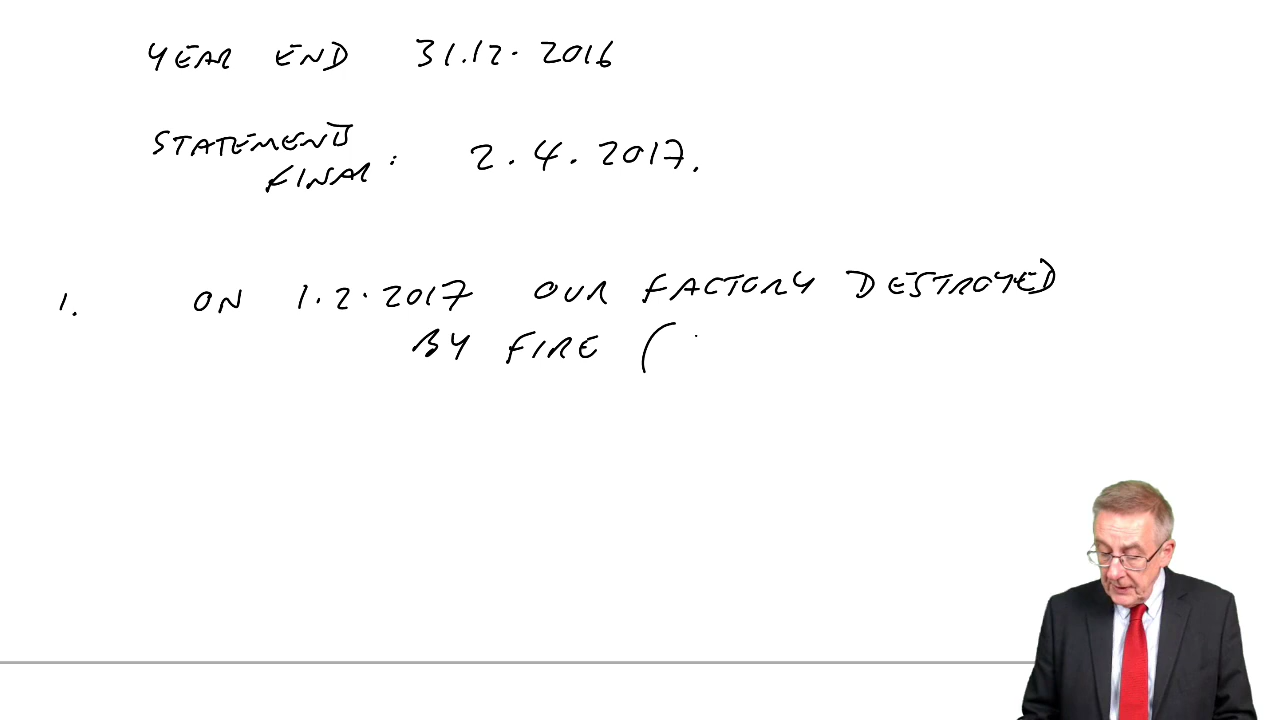 YEAR END 31.12.2016
STATEMENTS
FINAL : 2.4.2017.
1. ON 1.2.2017 OUR FACTORY DESTROYED
BY FIRE (